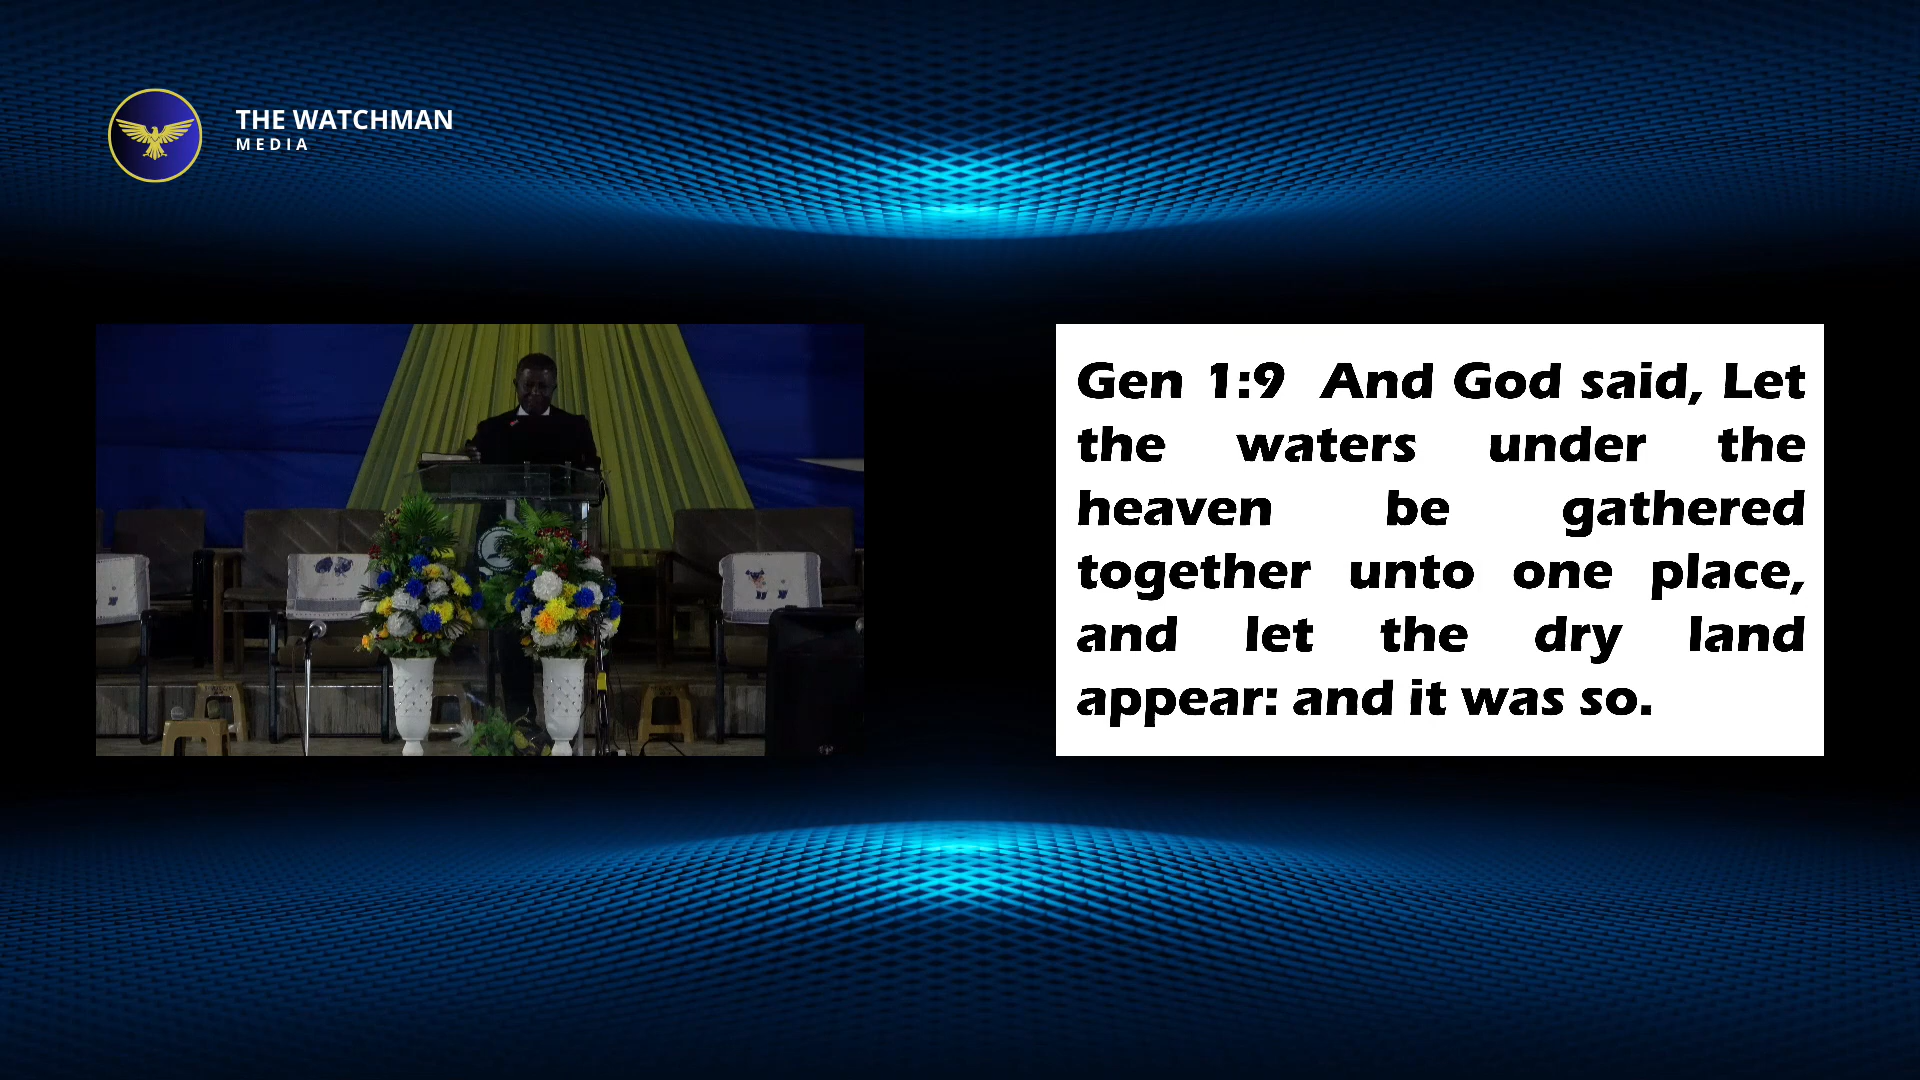 THE WATCHMAN
MEDIA
Gen 1:9 And God said, Let
the waters under the
heaven be gathered
together unto one place,
and let the dry land
appear: and it was so.